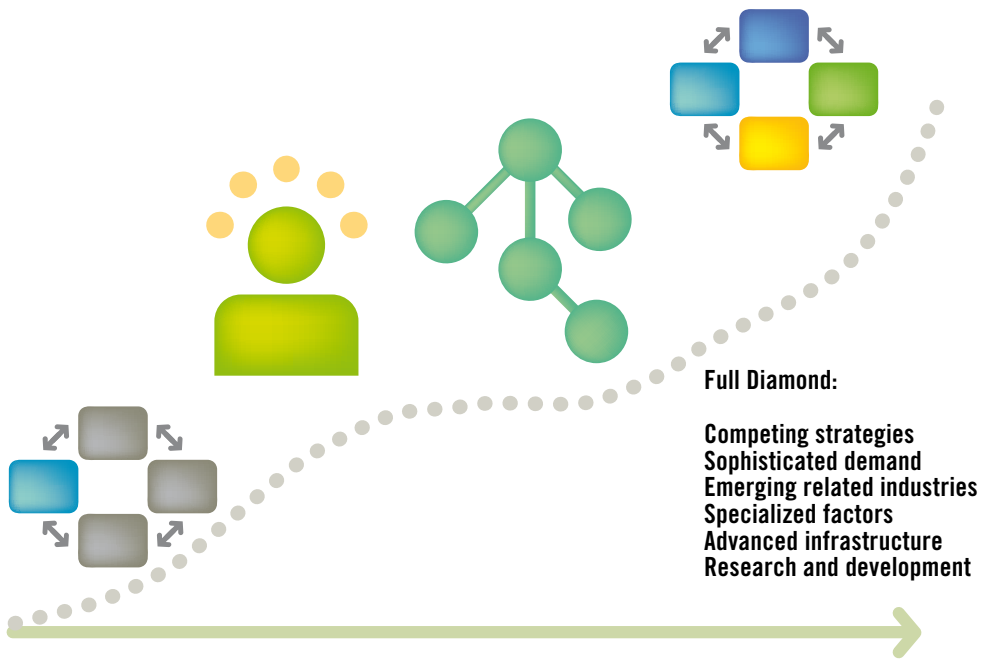 Full Diamond:
Competing strategies
Sophisticated demand
Emerging related industries
Specialized factors
Advanced infrastructure
Research and development